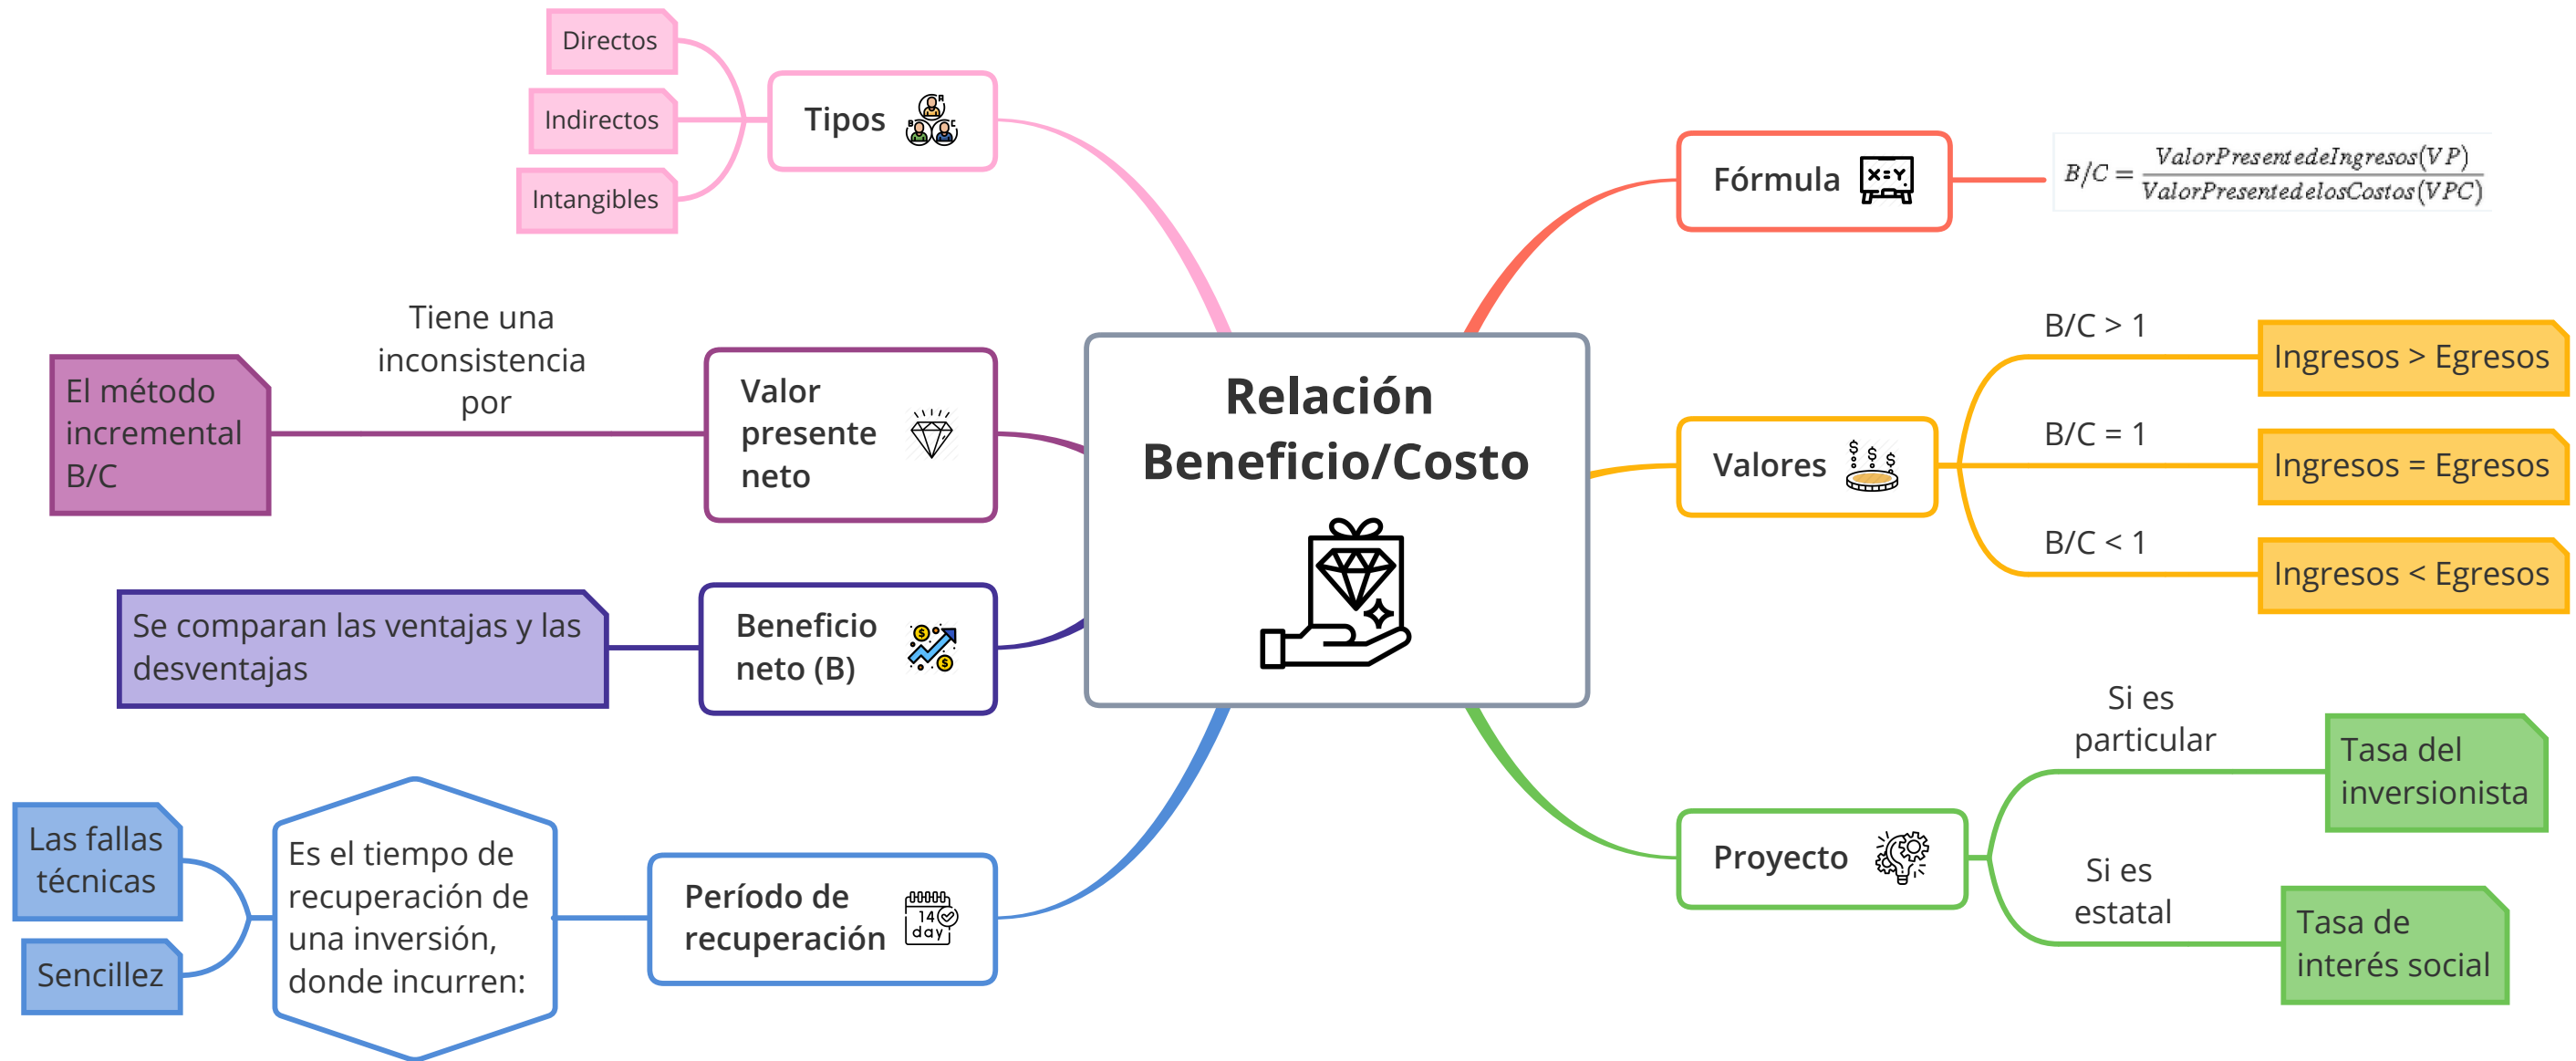 Relación
Beneficio/Costo
Fórmula
X=Y
B/C = ValorPresentedeIngresos(VP)
ValorPresentedelosCostos(VPC)
Valores
$ $ $
B/C > 1
Ingresos > Egresos
B/C = 1
Ingresos = Egresos
B/C < 1
Ingresos < Egresos
Proyecto
Si es
particular
Tasa del
inversionista
Si es
estatal
Tasa de
interés social
Tipos
A
B C
Directos
Indirectos
Intangibles
Valor
presente
neto
Tiene una
inconsistencia
por
El método
incremental
B/C
Beneficio
neto (B)
$
$
Se comparan las ventajas y las
desventajas
Período de
recuperación
14
day
Es el tiempo de
recuperación de
una inversión,
donde incurren:
Las fallas
técnicas
Sencillez